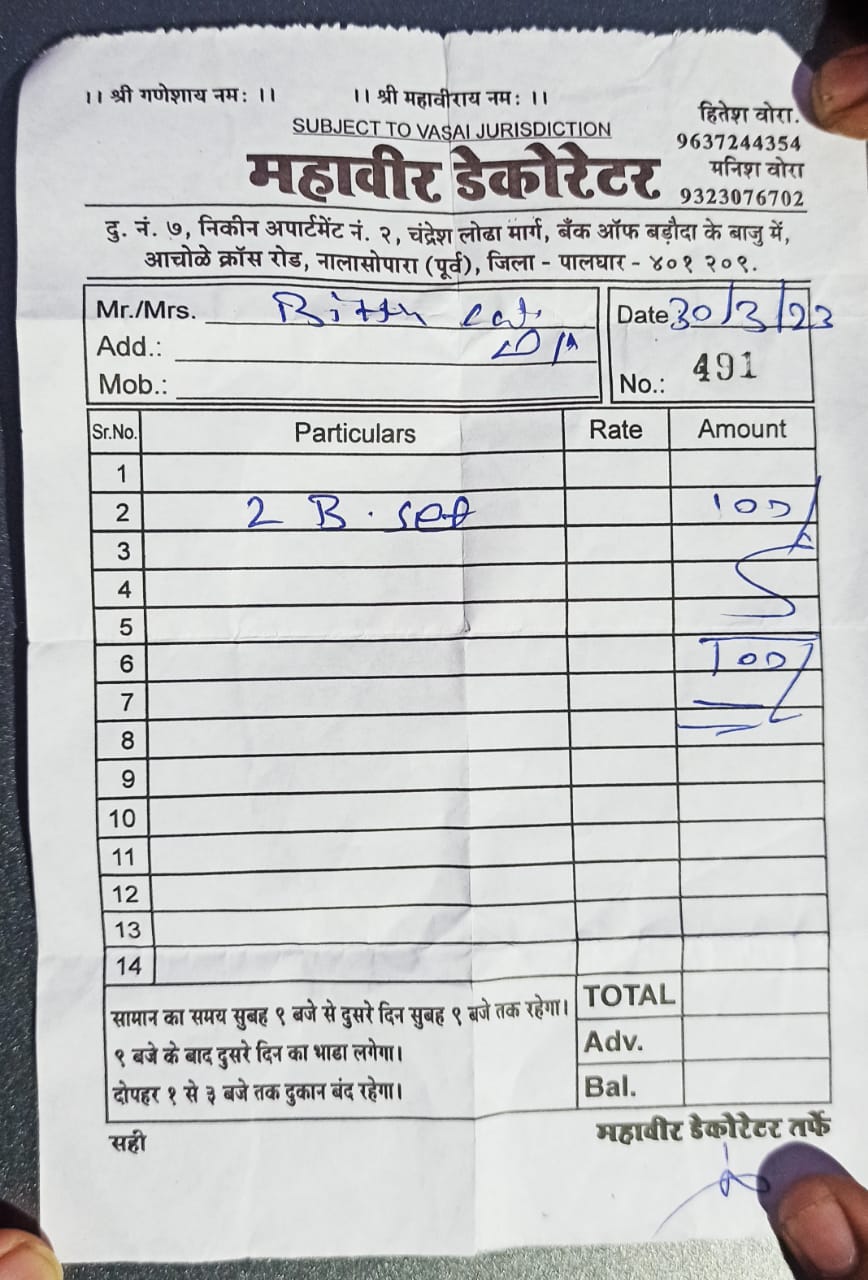 ।। श्री गणेशाय नमः ।। ।। श्री महावीराय नमः ।।
SUBJECT TO VASAI JURISDICTION
हितेश वोरा.
9637244354
मनिश वोरा
9323076702
महावीर डेकोरेटर
दु. नं. ७, निकीन अपार्टमेंट नं. २, चंद्रेश लोढा मार्ग, बँक ऑफ बड़ौदा के बाजु में,
आचोळे क्रॉस रोड, नालासोपारा (पूर्व), जिला - पालघार - ४०१ २०९.
Mr./Mrs.
Date 30/3/23
Add.:
Mob.:
No.: 491
Sr.No. Particulars Rate Amount
1
2 2 B. set 100/
3
4
5
6 100/
7
8
9
10
11
12
13
14
सामान का समय सुबह ९ बजे से दुसरे दिन सुबह ९ बजे तक रहेगा।
९ बजे के बाद दुसरे दिन का भाडा लगेगा।
दोपहर १ से ३ बजे तक दुकान बंद रहेगा।
TOTAL
Adv.
Bal.
सही
महावीर डेकोरेटर तर्फे